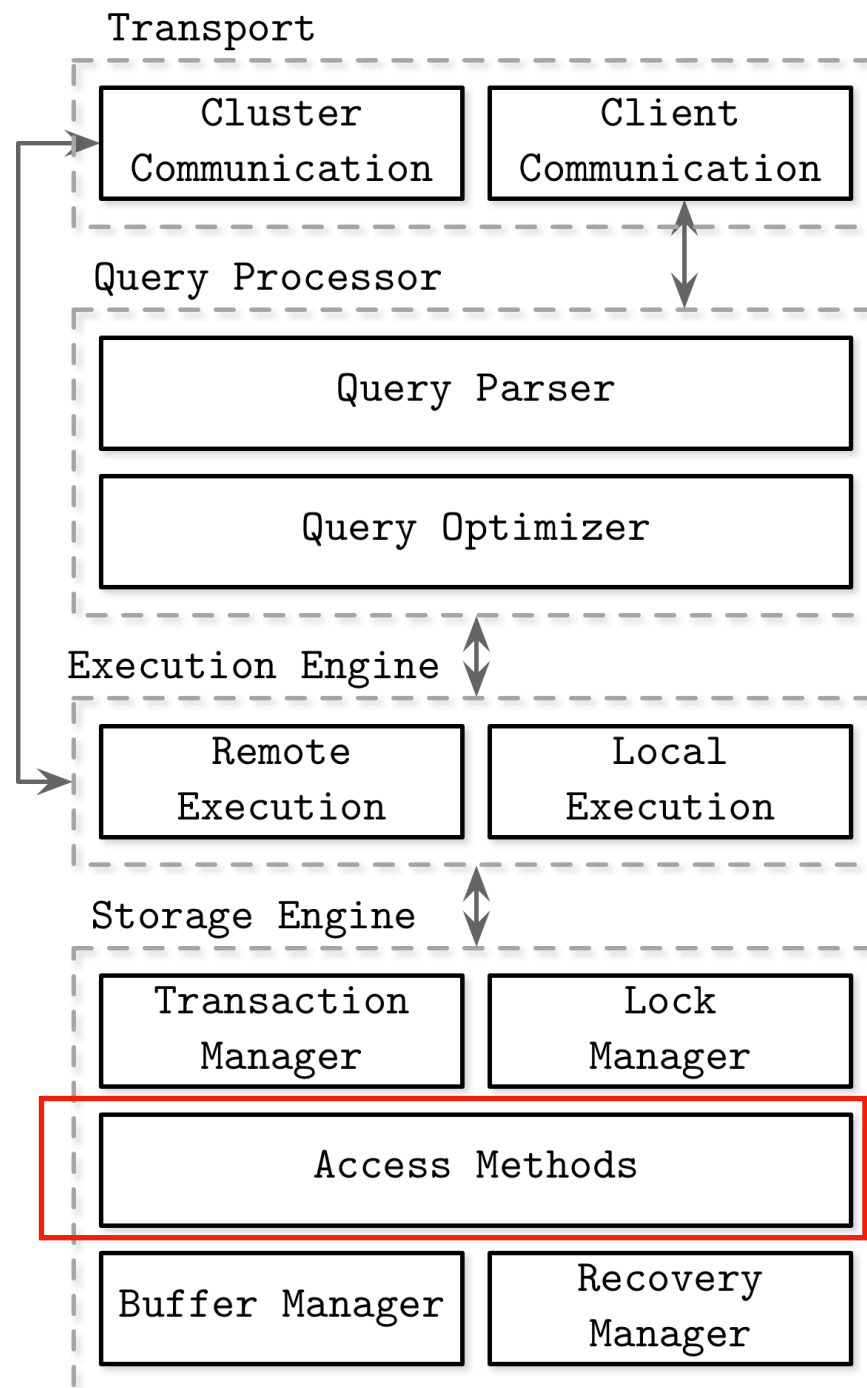 Transport
Cluster
Communication
Client
Communication
Query Processor
Query Parser
Query Optimizer
Execution Engine
Remote
Execution
Local
Execution
Storage Engine
Transaction
Manager
Lock
Manager
Access Methods
Buffer Manager
Recovery
Manager